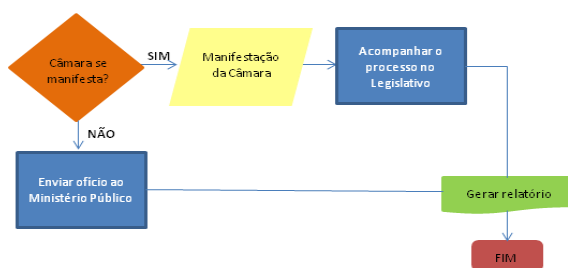 Câmara se
manifesta?
SIM
Manifestação
da Câmara
Acompanhar o
processo no
Legislativo
NÃO
Enviar ofício ao
Ministério Público
Gerar relatório
FIM